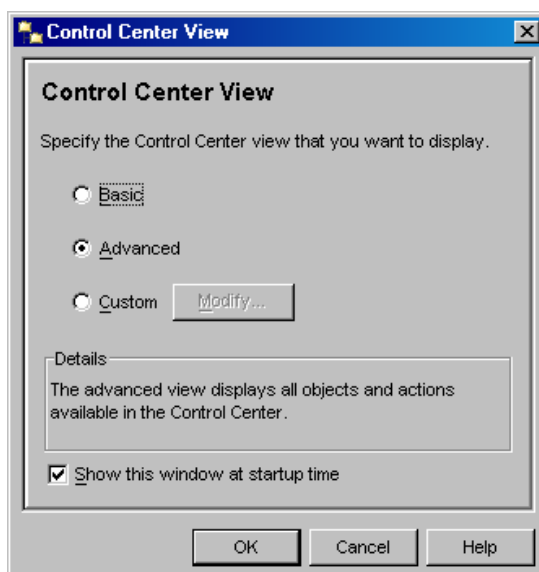 Control Center View
Control Center View
Specify the Control Center view that you want to display.
Basic
Advanced
Custom
Modify...
Details
The advanced view displays all objects and actions
available in the Control Center.
Show this window at startup time
OK
Cancel
Help